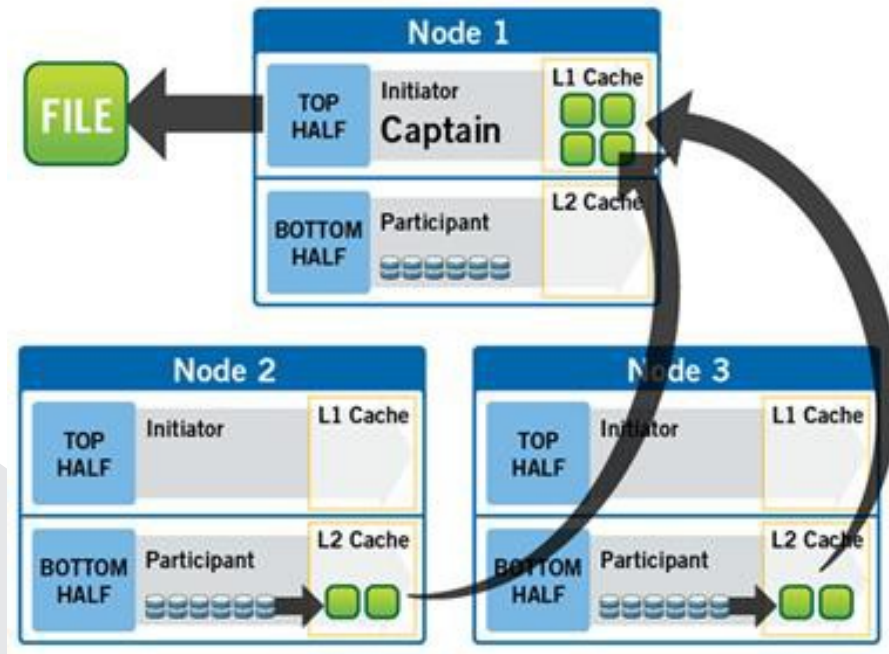 Node 1
FILE
TOP
HALF
Initiator
Captain
L1 Cache
BOTTOM
HALF
Participant
L2 Cache
Node 2
TOP
HALF
Initiator
L1 Cache
BOTTOM
HALF
Participant
L2 Cache
Node 3
TOP
HALF
Initiator
L1 Cache
BOTTOM
HALF
Participant
L2 Cache